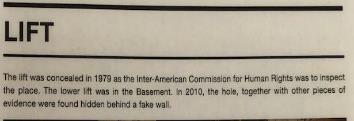 LIFT
The lift was concealed in 1979 as the Inter-American Commission for Human Rights was to inspect
the place. The lower lift was in the Basement. In 2010, the hole, together with other pieces of
evidence were found hidden behind a fake wall.